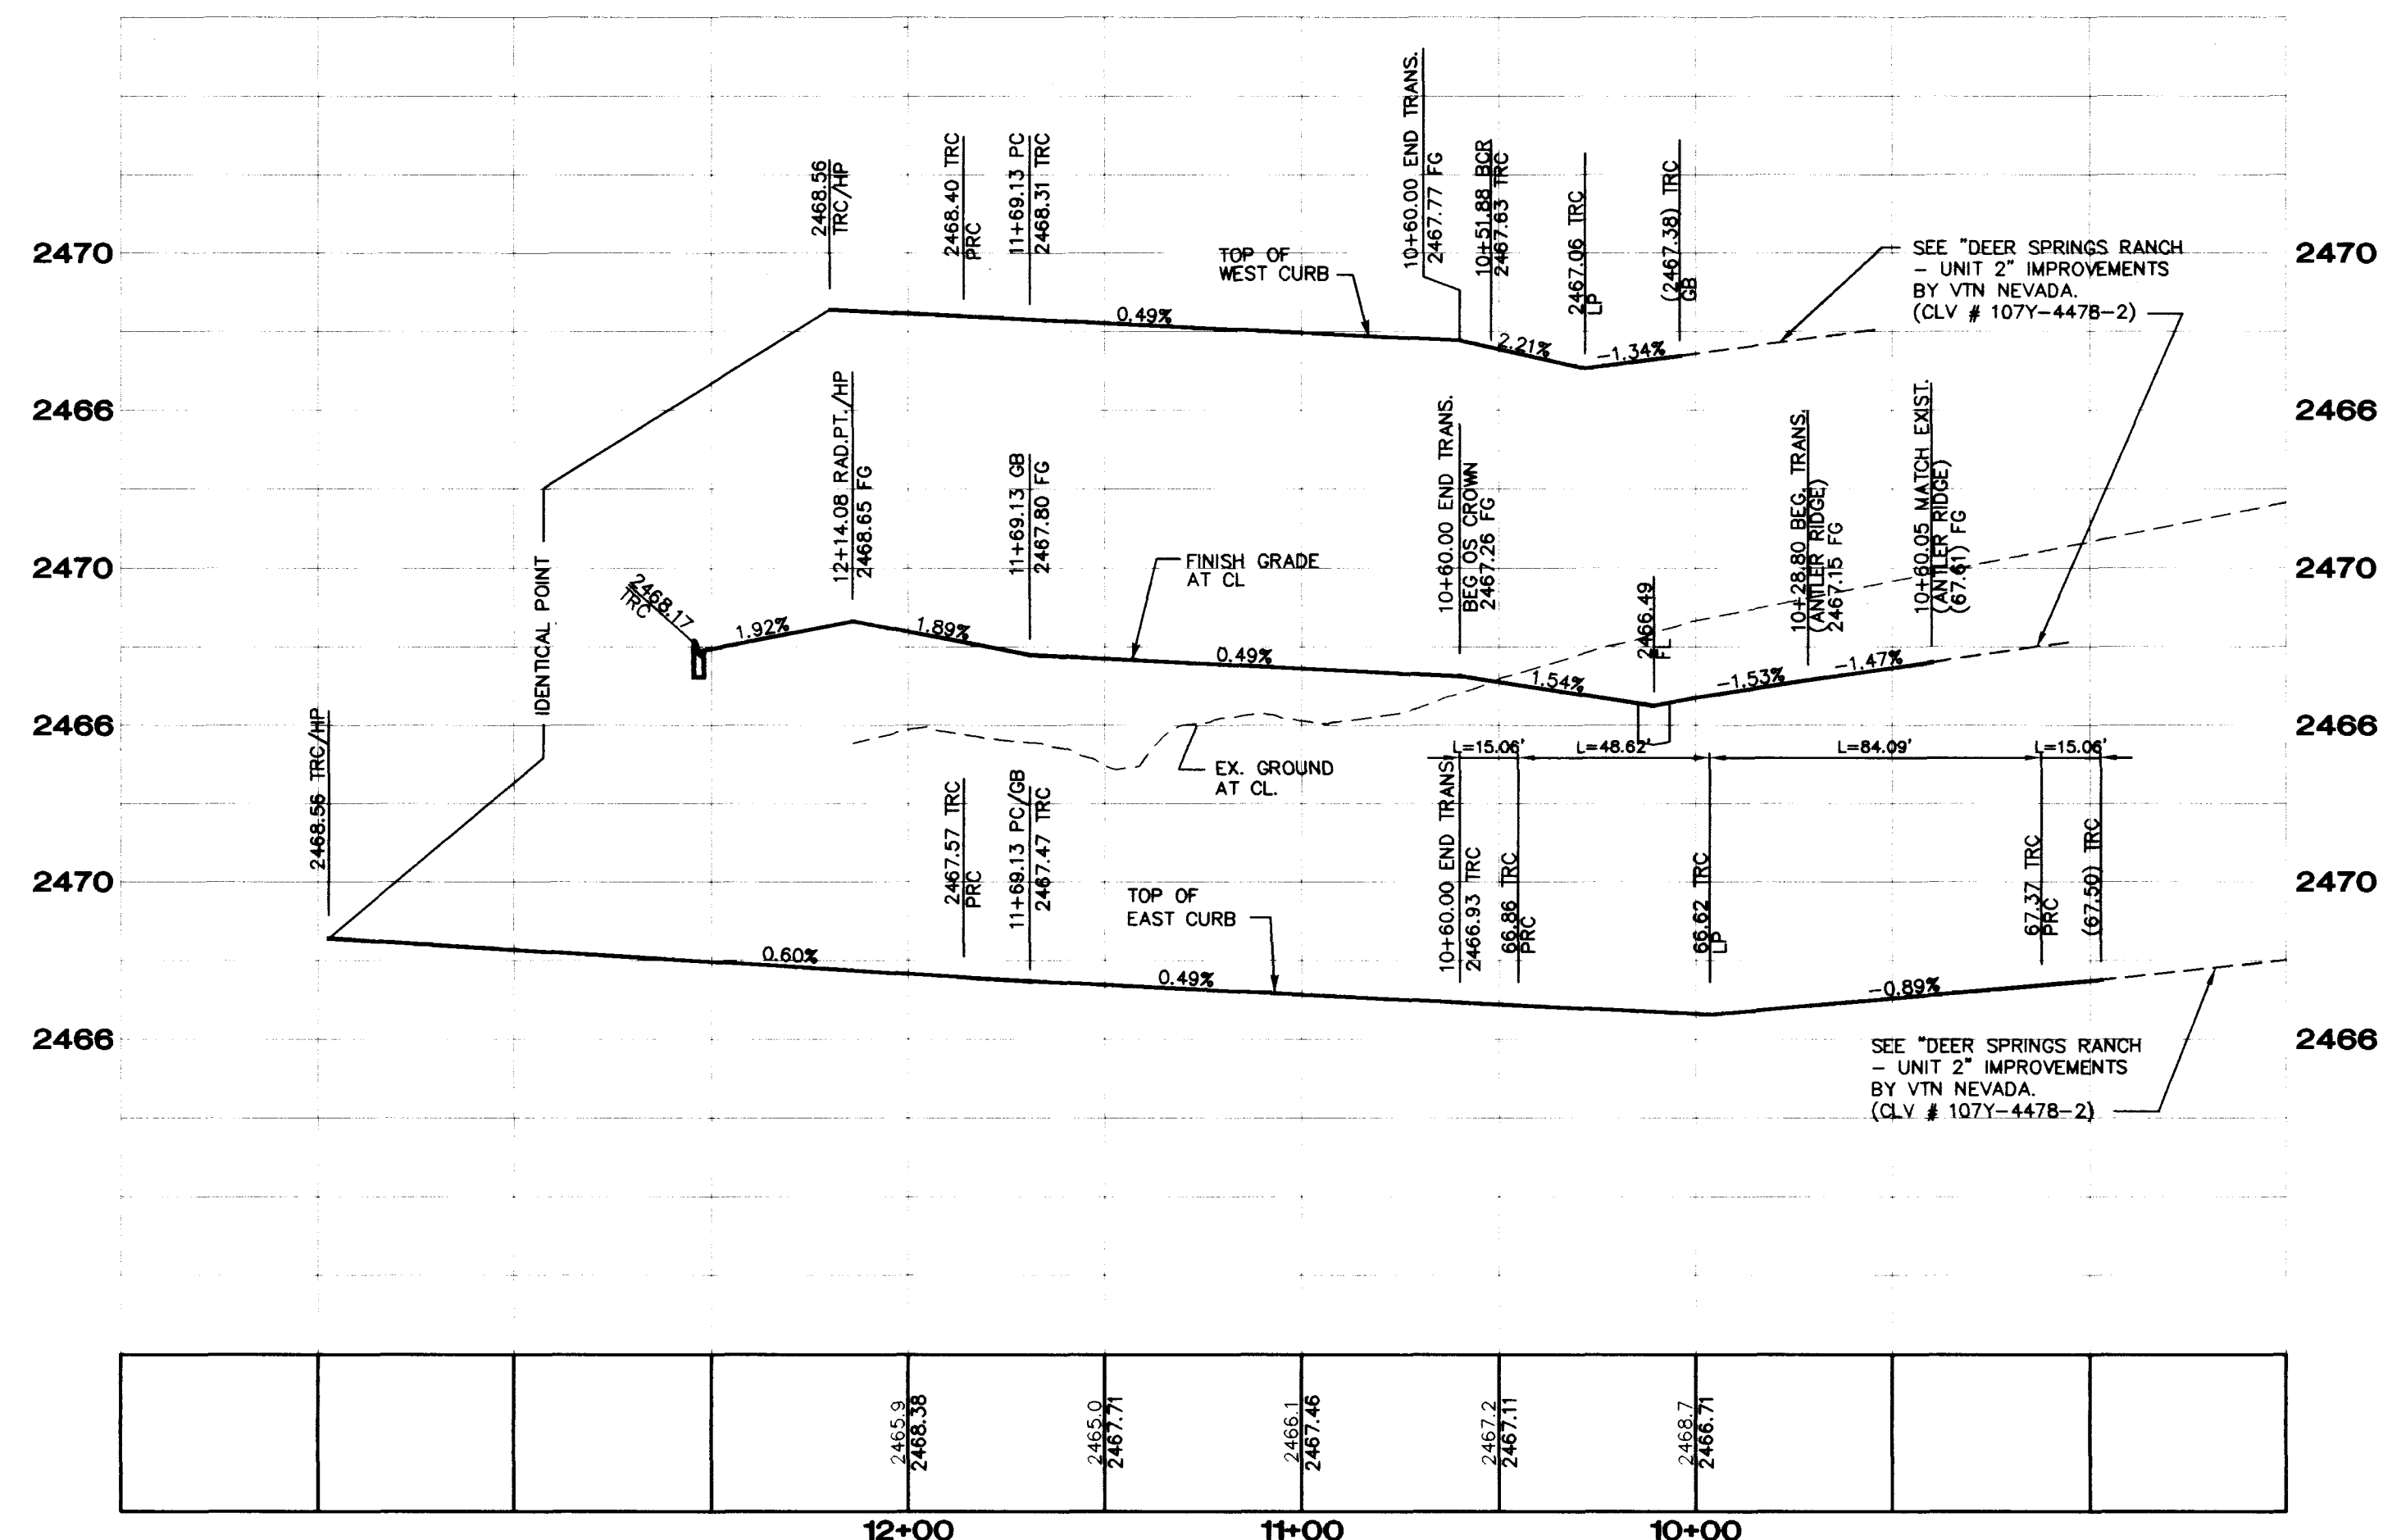 10+60.00 END TRANS.
2467.77 FG
2468.56
TRC/HP
2468.40 TRC
PRC
11+69.13 PC
2468.31 TRC
10+51.88 BCR
2467.63 TRC
2467.06 TRC
LP
(2467.38) TRC
GB
2470
2470
TOP OF
WEST CURB
SEE "DEER SPRINGS RANCH
- UNIT 2" IMPROVEMENTS
BY VTN NEVADA.
(CLV # 107Y-4478-2)
0.49%
2.21%
-1.34%
2466
2466
12+14.08 RAD.PT./HP
2468.65 FG
11+69.13 GB
2467.80 FG
10+60.00 END TRANS.
BEG OS CROWN
2467.26 FG
10+28.80 BEG. TRANS.
(ANTLER RIDGE)
2467.15 FG
10+60.05 MATCH EXIST.
(ANTLER RIDGE)
(67.61) FG
2470
2470
IDENTICAL POINT
2468.17
TRC
FINISH GRADE
AT CL
2466.49
FL
1.92%
1.89%
0.49%
1.54%
-1.53%
-1.47%
2466
2466
L=15.06'
L=48.62'
L=84.09'
L=15.06'
EX. GROUND
AT CL.
2468.56 TRC/HP
2467.57 TRC
PRC
11+69.13 PC/GB
2467.47 TRC
10+60.00 END TRANS.
2466.93 TRC
66.86 TRC
PRC
66.62 TRC
LP
67.37 TRC
PRC
(67.50) TRC
2470
2470
TOP OF
EAST CURB
0.60%
0.49%
-0.89%
2466
2466
SEE "DEER SPRINGS RANCH
- UNIT 2" IMPROVEMENTS
BY VTN NEVADA.
(CLV # 107Y-4478-2)
2465.9
2468.38
2465.0
2467.71
2466.1
2467.46
2467.2
2467.11
2468.7
2466.71
12+00
11+00
10+00